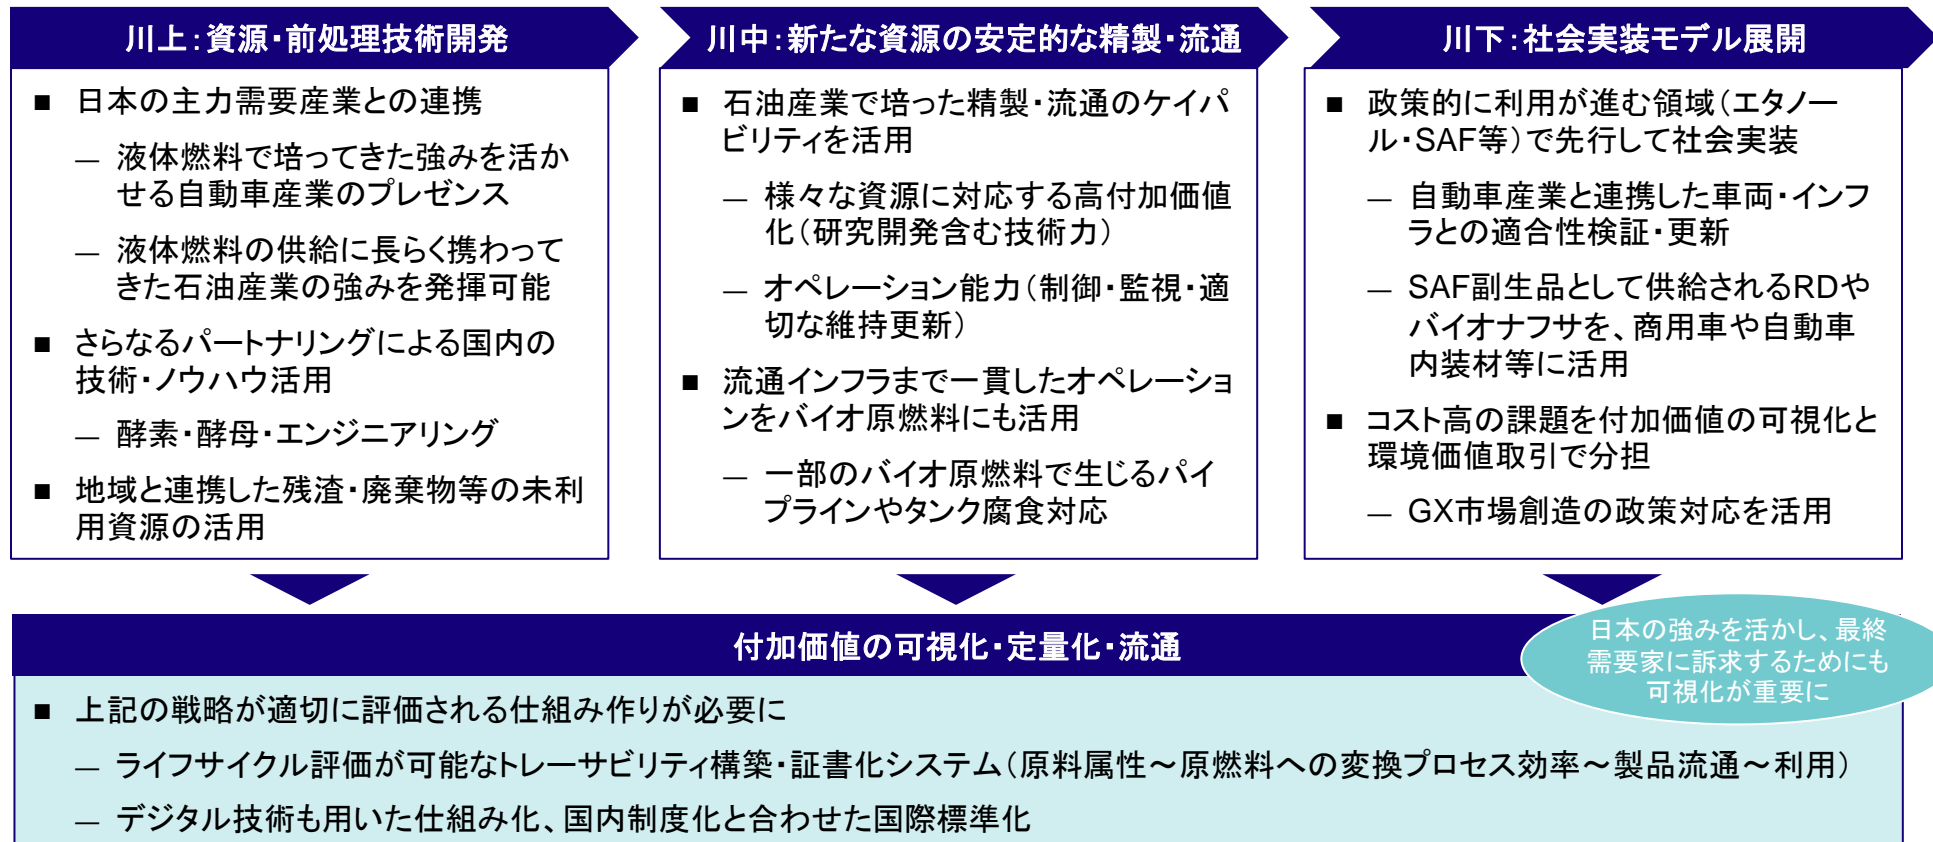 川上：資源・前処理技術開発
■ 日本の主力需要産業との連携
― 液体燃料で培ってきた強みを活か
せる自動車産業のプレゼンス
― 液体燃料の供給に長らく携わって
きた石油産業の強みを発揮可能
■ さらなるパートナリングによる国内の
技術・ノウハウ活用
― 酵素・酵母・エンジニアリング
■ 地域と連携した残渣・廃棄物等の未利
用資源の活用
川中：新たな資源の安定的な精製・流通
■ 石油産業で培った精製・流通のケイパ
ビリティを活用
― 様々な資源に対応する高付加価値
化（研究開発含む技術力）
― オペレーション能力（制御・監視・適
切な維持更新）
■ 流通インフラまで一貫したオペレーショ
ンをバイオ原燃料にも活用
― 一部のバイオ原燃料で生じるパイ
プラインやタンク腐食対応
川下：社会実装モデル展開
■ 政策的に利用が進む領域（エタノー
ル・SAF等）で先行して社会実装
― 自動車産業と連携した車両・インフ
ラとの適合性検証・更新
― SAF副生品として供給されるRDや
バイオナフサを、商用車や自動車
内装材等に活用
■ コスト高の課題を付加価値の可視化と
環境価値取引で分担
― GX市場創造の政策対応を活用
付加価値の可視化・定量化・流通
日本の強みを活かし、最終
需要家に訴求するためにも
可視化が重要に
■ 上記の戦略が適切に評価される仕組み作りが必要に
― ライフサイクル評価が可能なトレーサビリティ構築・証書化システム（原料属性～原燃料への変換プロセス効率～製品流通～利用）
― デジタル技術も用いた仕組み化、国内制度化と合わせた国際標準化